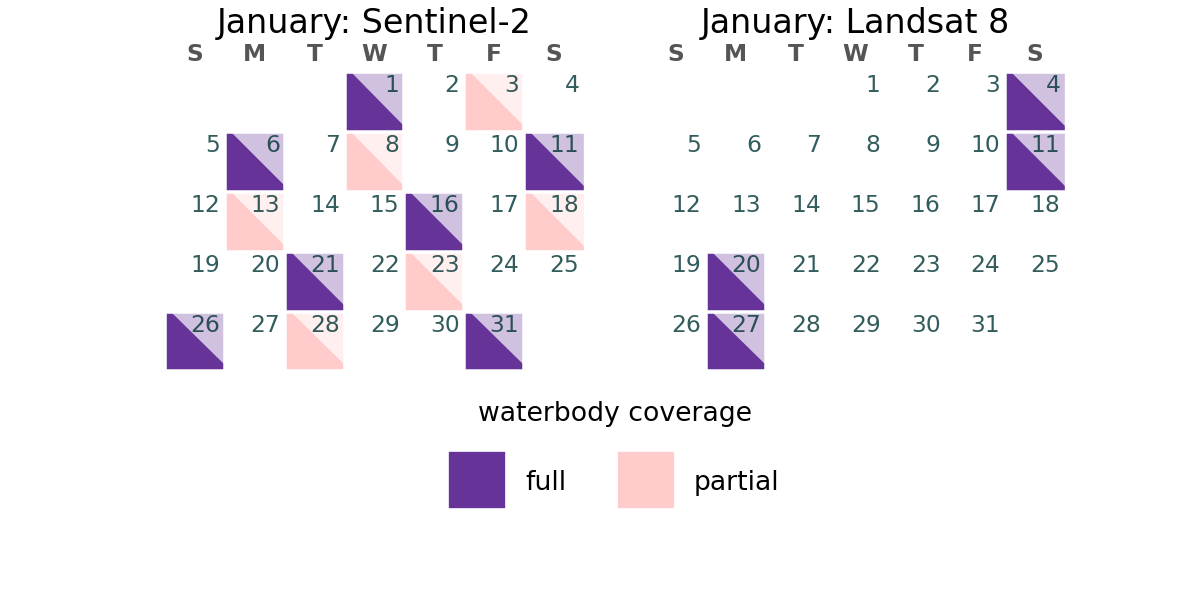 January: Sentinel-2
S M T W T F S
1 2 3 4
5 6 7 8 9 10 11
12 13 14 15 16 17 18
19 20 21 22 23 24 25
26 27 28 29 30 31
January: Landsat 8
S M T W T F S
1 2 3 4
5 6 7 8 9 10 11
12 13 14 15 16 17 18
19 20 21 22 23 24 25
26 27 28 29 30 31
waterbody coverage
full
partial